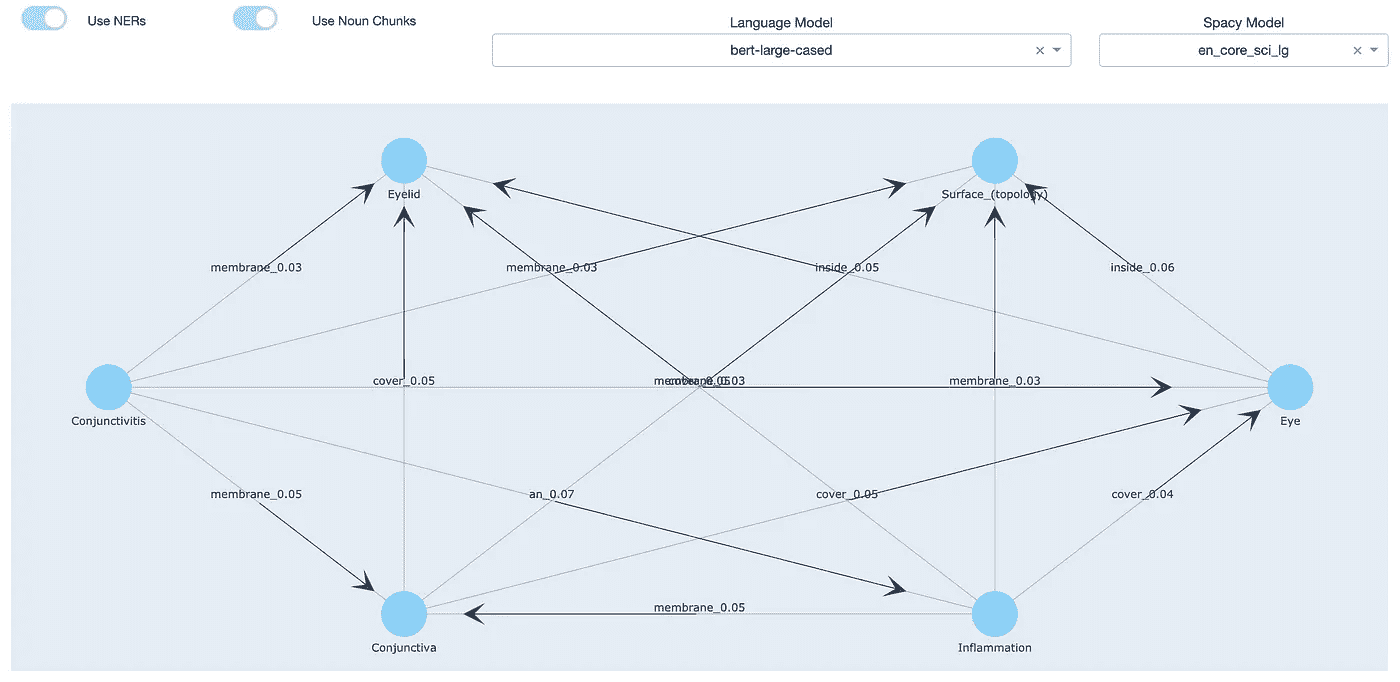 Use NERs
Use Noun Chunks
Language Model
Spacy Model
bert-large-cased
en_core_sci_lg
Eyelid
Surface_(topology)
membrane_0.03
membrane_0.03
inside_0.05
inside_0.06
cover_0.05
membrane_0.03
Conjunctivitis
Eye
membrane_0.05
an_0.07
cover_0.05
cover_0.04
membrane_0.05
Conjunctiva
Inflammation